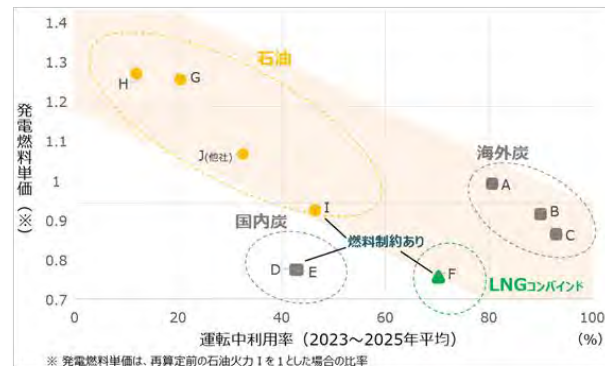 1.4
1.3
1.2
1.1
1
0.9
0.8
0.7
発電燃料単価（※）
石油
H
G
J(他社)
I
海外炭
A
B
C
国内炭
燃料制約あり
D
E
F
LNGコンバインド
0
20
40
60
80
100
運転中利用率（2023～2025年平均）
(%)
※ 発電燃料単価は、再算定前の石油火力Ⅰを１とした場合の比率